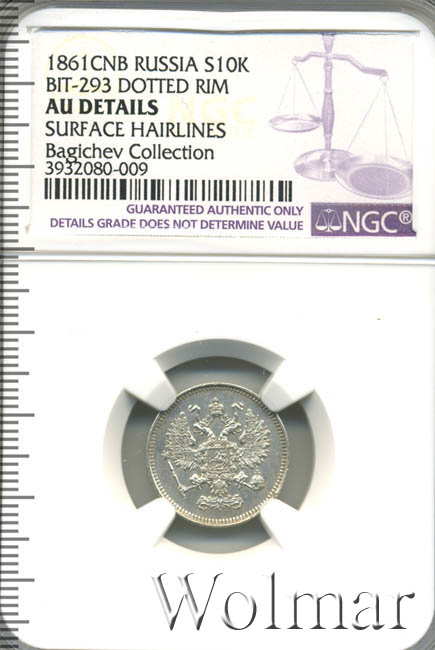 1861CNB RUSSIA S10K
BIT-293 DOTTED RIM
AU DETAILS
SURFACE HAIRLINES
Bagichev Collection
3932080-009
NGC
GUARANTEED AUTHENTIC ONLY
DETAILS GRADE DOES NOT DETERMINE VALUE
NGC®
Wolmar